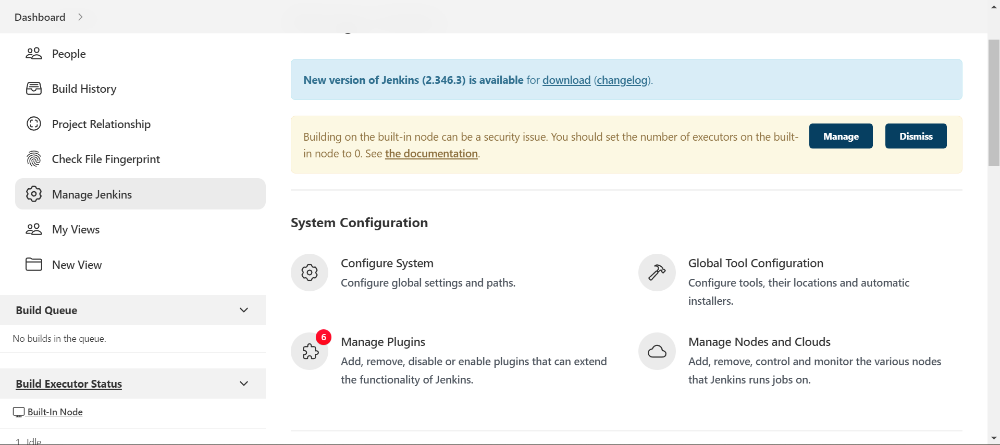 Dashboard
People
Build History
Project Relationship
Check File Fingerprint
Manage Jenkins
My Views
New View
Build Queue
No builds in the queue.
Build Executor Status
Built-In Node
1 Idle
New version of Jenkins (2.346.3) is available for download (changelog).
Building on the built-in node can be a security issue. You should set the number of executors on the built-
in node to 0. See the documentation.
Manage
Dismiss
System Configuration
Configure System
Configure global settings and paths.
Global Tool Configuration
Configure tools, their locations and automatic
installers.
6
Manage Plugins
Add, remove, disable or enable plugins that can extend
the functionality of Jenkins.
Manage Nodes and Clouds
Add, remove, control and monitor the various nodes
that Jenkins runs jobs on.